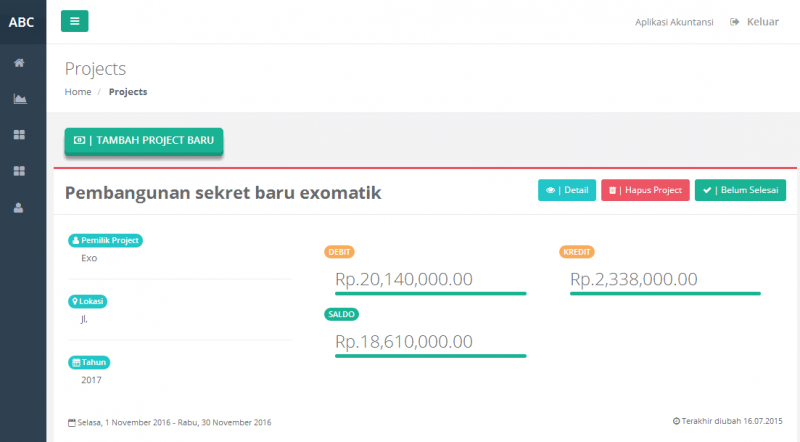 ABC
Aplikasi Akuntansi
Keluar
Projects
Home / Projects
| TAMBAH PROJECT BARU
Pembangunan sekret baru exomatik
| Detail
| Hapus Project
| Belum Selesai
Pemilik Project
Exo
Lokasi
Jl,
Tahun
2017
DEBIT
Rp.20,140,000.00
KREDIT
Rp.2,338,000.00
SALDO
Rp.18,610,000.00
Selasa, 1 November 2016 - Rabu, 30 November 2016
Terakhir diubah 16.07.2015